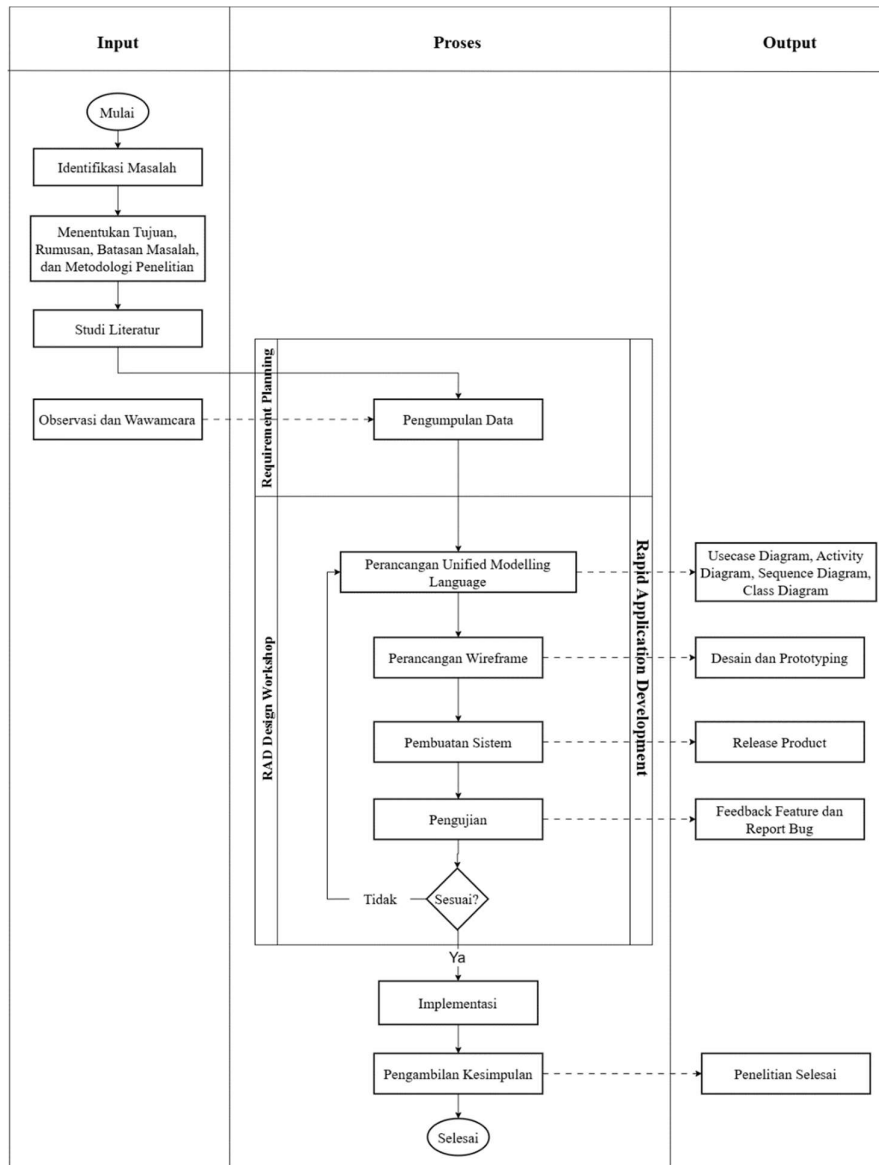 Input
Proses
Output
Mulai
Identifikasi Masalah
Menentukan Tujuan,
Rumusan, Batasan Masalah,
dan Metodologi Penelitian
Studi Literatur
Requirement Planning
Observasi dan Wawamcara
Pengumpulan Data
RAD Design Workshop
Rapid Application Development
Perancangan Unified Modelling
Language
Usecase Diagram, Activity
Diagram, Sequence Diagram,
Class Diagram
Perancangan Wireframe
Desain dan Prototyping
Pembuatan Sistem
Release Product
Pengujian
Feedback Feature dan
Report Bug
Tidak
Sesuai?
Ya
Implementasi
Pengambilan Kesimpulan
Penelitian Selesai
Selesai